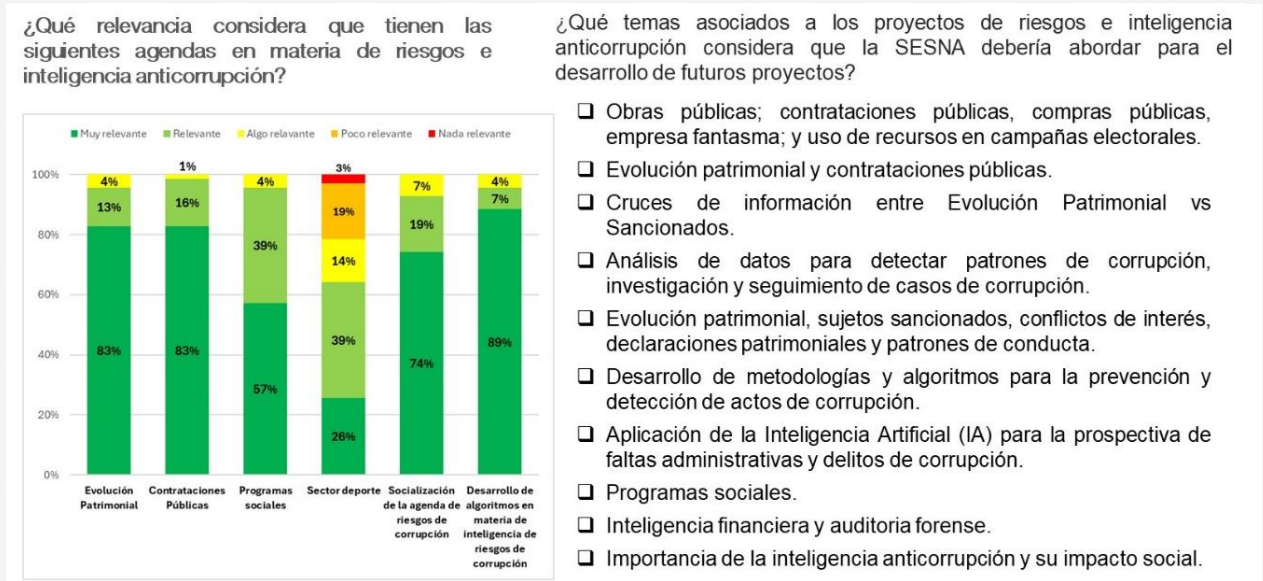 ¿Qué relevancia considera que tienen las
siguientes agendas en materia de riesgos e
inteligencia anticorrupción?
Muy relevante Relevante Algo relavante Poco relevante Nada relevante
100%
80%
60%
40%
20%
0%
4%
13%
83%
1%
16%
83%
4%
39%
57%
3%
19%
14%
39%
26%
7%
19%
74%
4%
7%
89%
Evolución
Patrimonial
Contrataciones
Públicas
Programas
sociales
Sector deporte
Socialización
de la agenda de
riesgos de
corrupción
Desarrollo de
algoritmos en
materia de
inteligencia de
riesgos de
corrupción
¿Qué temas asociados a los proyectos de riesgos e inteligencia
anticorrupción considera que la SESNA debería abordar para el
desarrollo de futuros proyectos?
❑ Obras públicas; contrataciones públicas, compras públicas,
empresa fantasma; y uso de recursos en campañas electorales.
❑ Evolución patrimonial y contrataciones públicas.
❑ Cruces de información entre Evolución Patrimonial vs
Sancionados.
❑ Análisis de datos para detectar patrones de corrupción,
investigación y seguimiento de casos de corrupción.
❑ Evolución patrimonial, sujetos sancionados, conflictos de interés,
declaraciones patrimoniales y patrones de conducta.
❑ Desarrollo de metodologías y algoritmos para la prevención y
detección de actos de corrupción.
❑ Aplicación de la Inteligencia Artificial (IA) para la prospectiva de
faltas administrativas y delitos de corrupción.
❑ Programas sociales.
❑ Inteligencia financiera y auditoria forense.
❑ Importancia de la inteligencia anticorrupción y su impacto social.